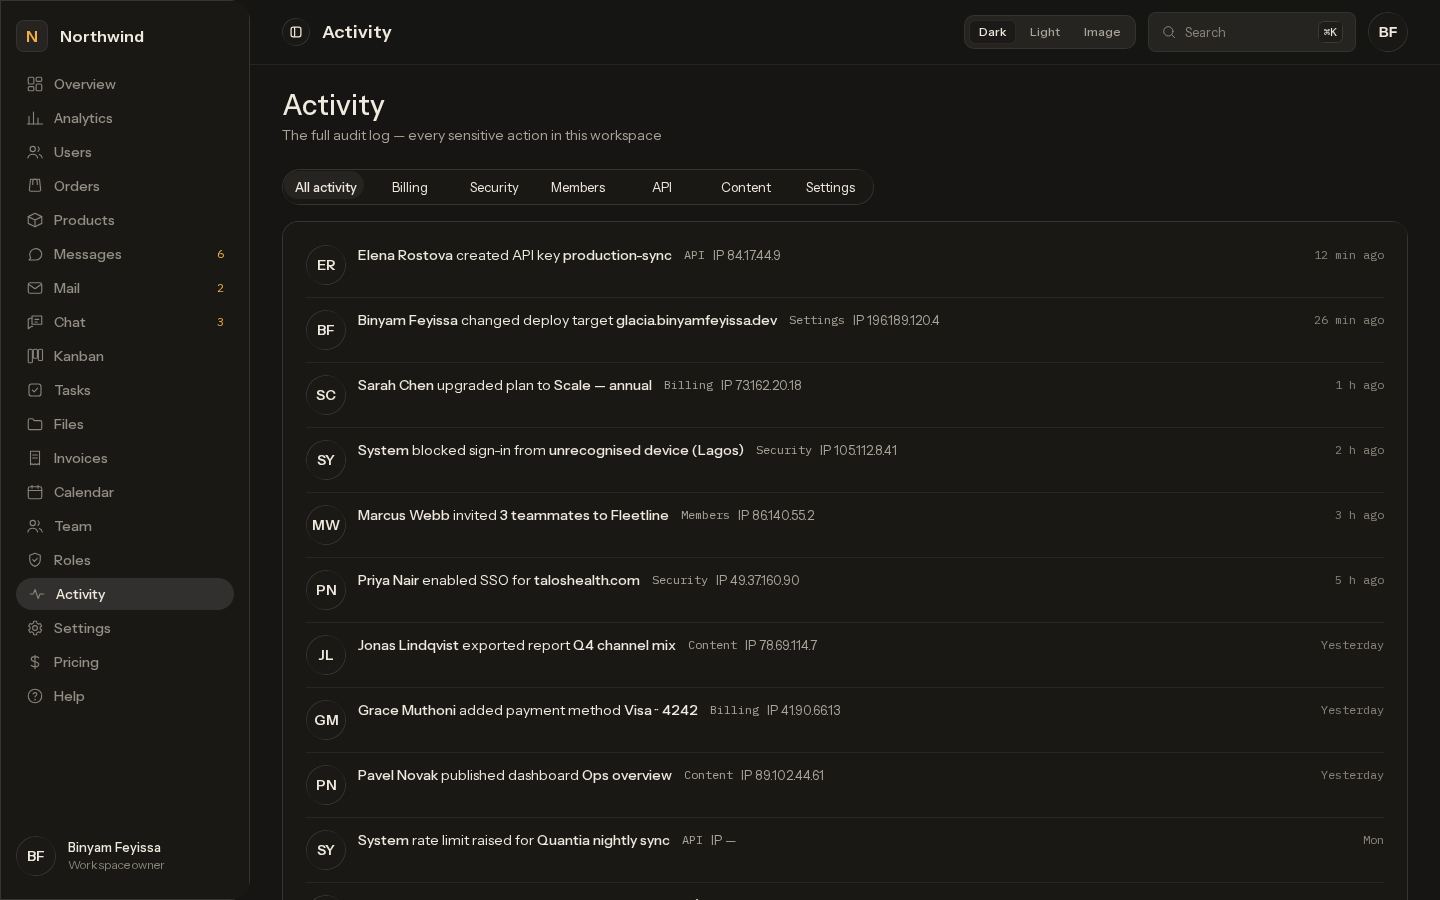 N Northwind
Overview
Analytics
Users
Orders
Products
Messages 6
Mail 2
Chat 3
Kanban
Tasks
Files
Invoices
Calendar
Team
Roles
Activity
Settings
Pricing
Help
BF Binyam Feyissa
Workspace owner
Activity Dark Light Image Search ⌘K BF
Activity
The full audit log — every sensitive action in this workspace
All activity Billing Security Members API Content Settings
ER Elena Rostova created API key production-sync API IP 84.17.44.9 12 min ago
BF Binyam Feyissa changed deploy target glacia.binyamfeyissa.dev Settings IP 196.189.120.4 26 min ago
SC Sarah Chen upgraded plan to Scale — annual Billing IP 73.162.20.18 1 h ago
SY System blocked sign-in from unrecognised device (Lagos) Security IP 105.112.8.41 2 h ago
MW Marcus Webb invited 3 teammates to Fleetline Members IP 86.140.55.2 3 h ago
PN Priya Nair enabled SSO for taloshealth.com Security IP 49.37.160.90 5 h ago
JL Jonas Lindqvist exported report Q4 channel mix Content IP 78.69.114.7 Yesterday
GM Grace Muthoni added payment method Visa ·· 4242 Billing IP 41.90.66.13 Yesterday
PN Pavel Novak published dashboard Ops overview Content IP 89.102.44.61 Yesterday
SY System rate limit raised for Quantia nightly sync API IP — Mon